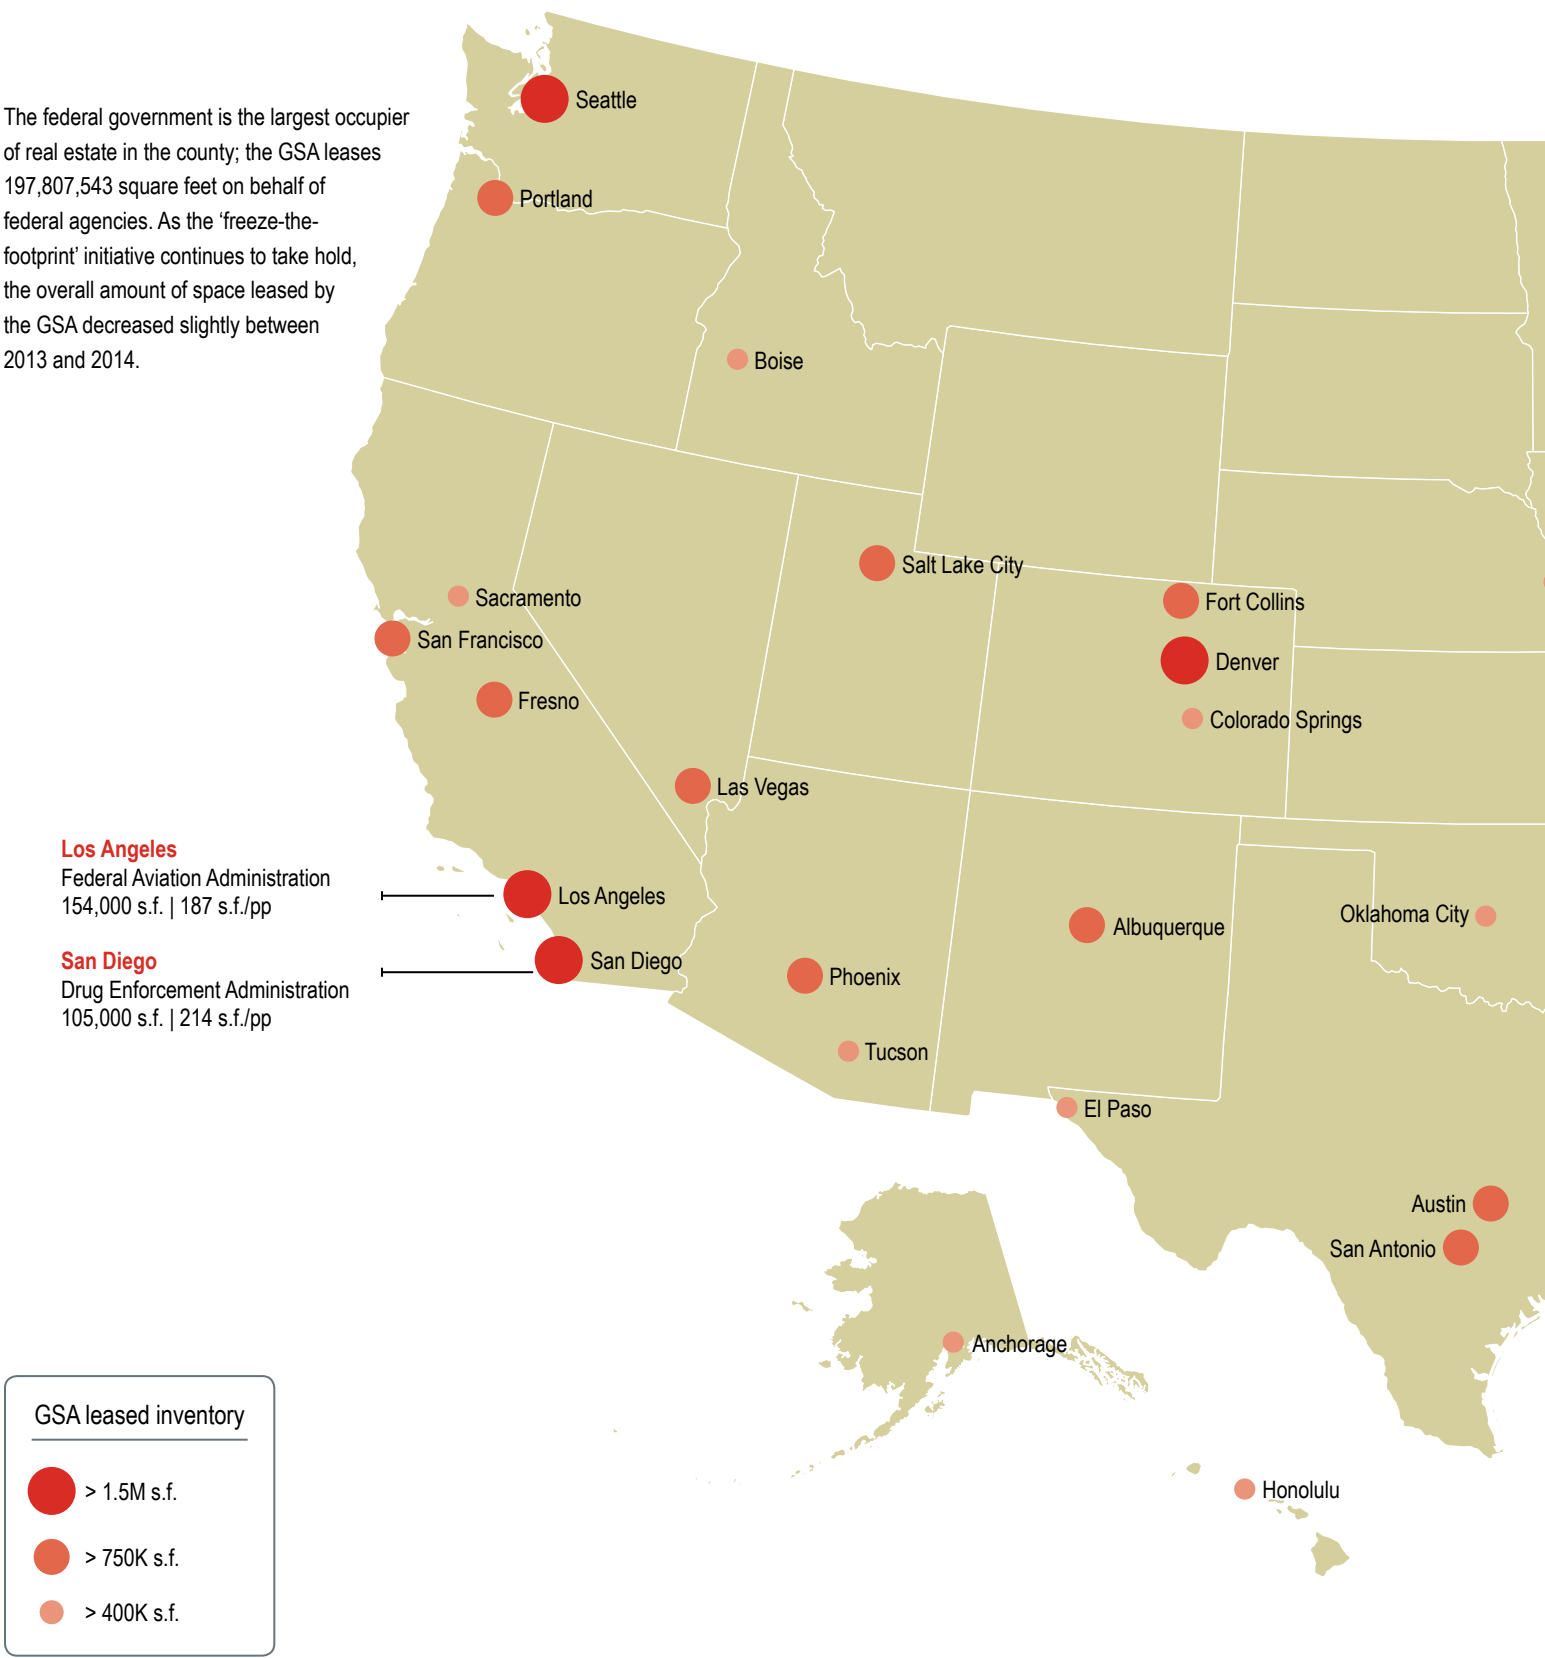 The federal government is the largest occupier
of real estate in the county; the GSA leases
197,807,543 square feet on behalf of
federal agencies. As the ‘freeze-the-
footprint’ initiative continues to take hold,
the overall amount of space leased by
the GSA decreased slightly between
2013 and 2014.
Seattle
Portland
Boise
Salt Lake City
Sacramento
San Francisco
Fresno
Fort Collins
Denver
Colorado Springs
Las Vegas
Los Angeles
Federal Aviation Administration
154,000 s.f. | 187 s.f./pp
Los Angeles
San Diego
Drug Enforcement Administration
105,000 s.f. | 214 s.f./pp
San Diego
Albuquerque
Oklahoma City
Phoenix
Tucson
El Paso
Austin
San Antonio
Anchorage
Honolulu
GSA leased inventory
> 1.5M s.f.
> 750K s.f.
> 400K s.f.